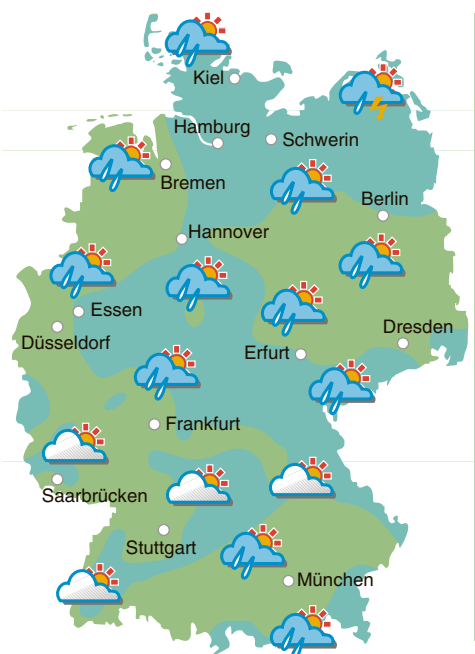 Kiel
Hamburg
Schwerin
Bremen
Berlin
Hannover
Essen
Düsseldorf
Dresden
Erfurt
Frankfurt
Saarbrücken
Stuttgart
München